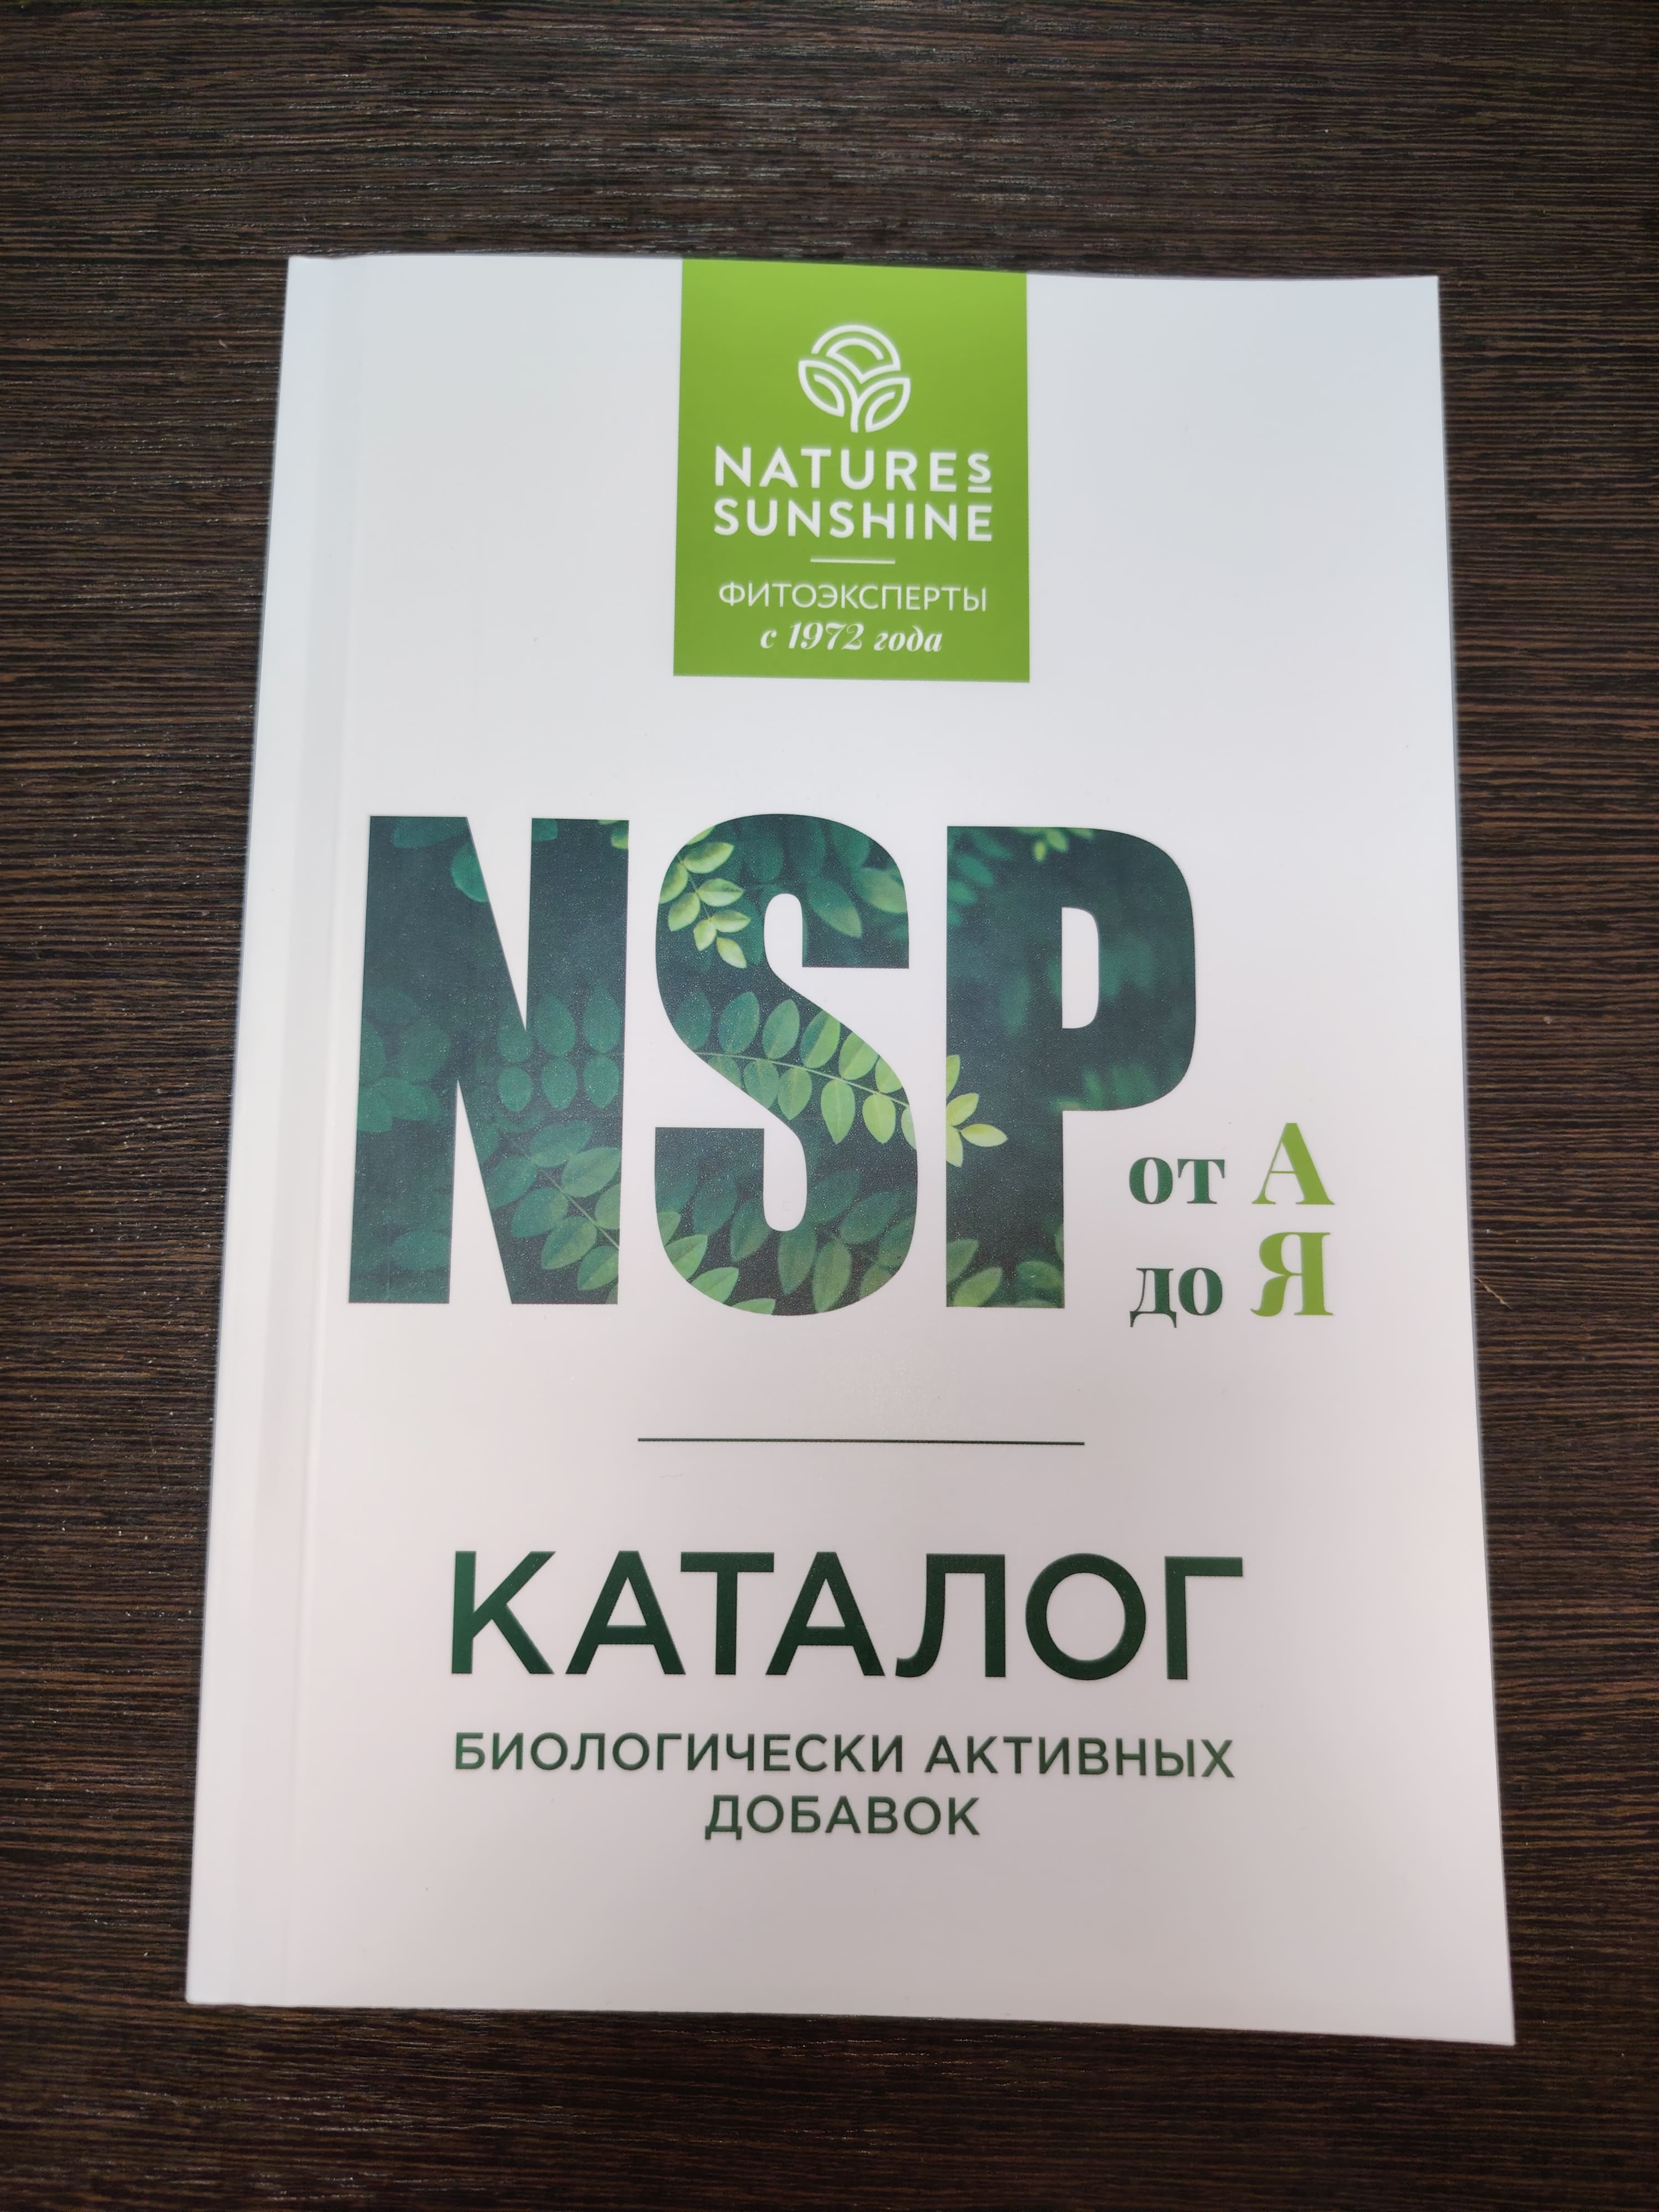 NATURES
SUNSHINE
ФИТОЭКСПЕРТЫ
с 1972 года
NSP
от А
до Я
КАТАЛОГ
БИОЛОГИЧЕСКИ АКТИВНЫХ
ДОБАВОК